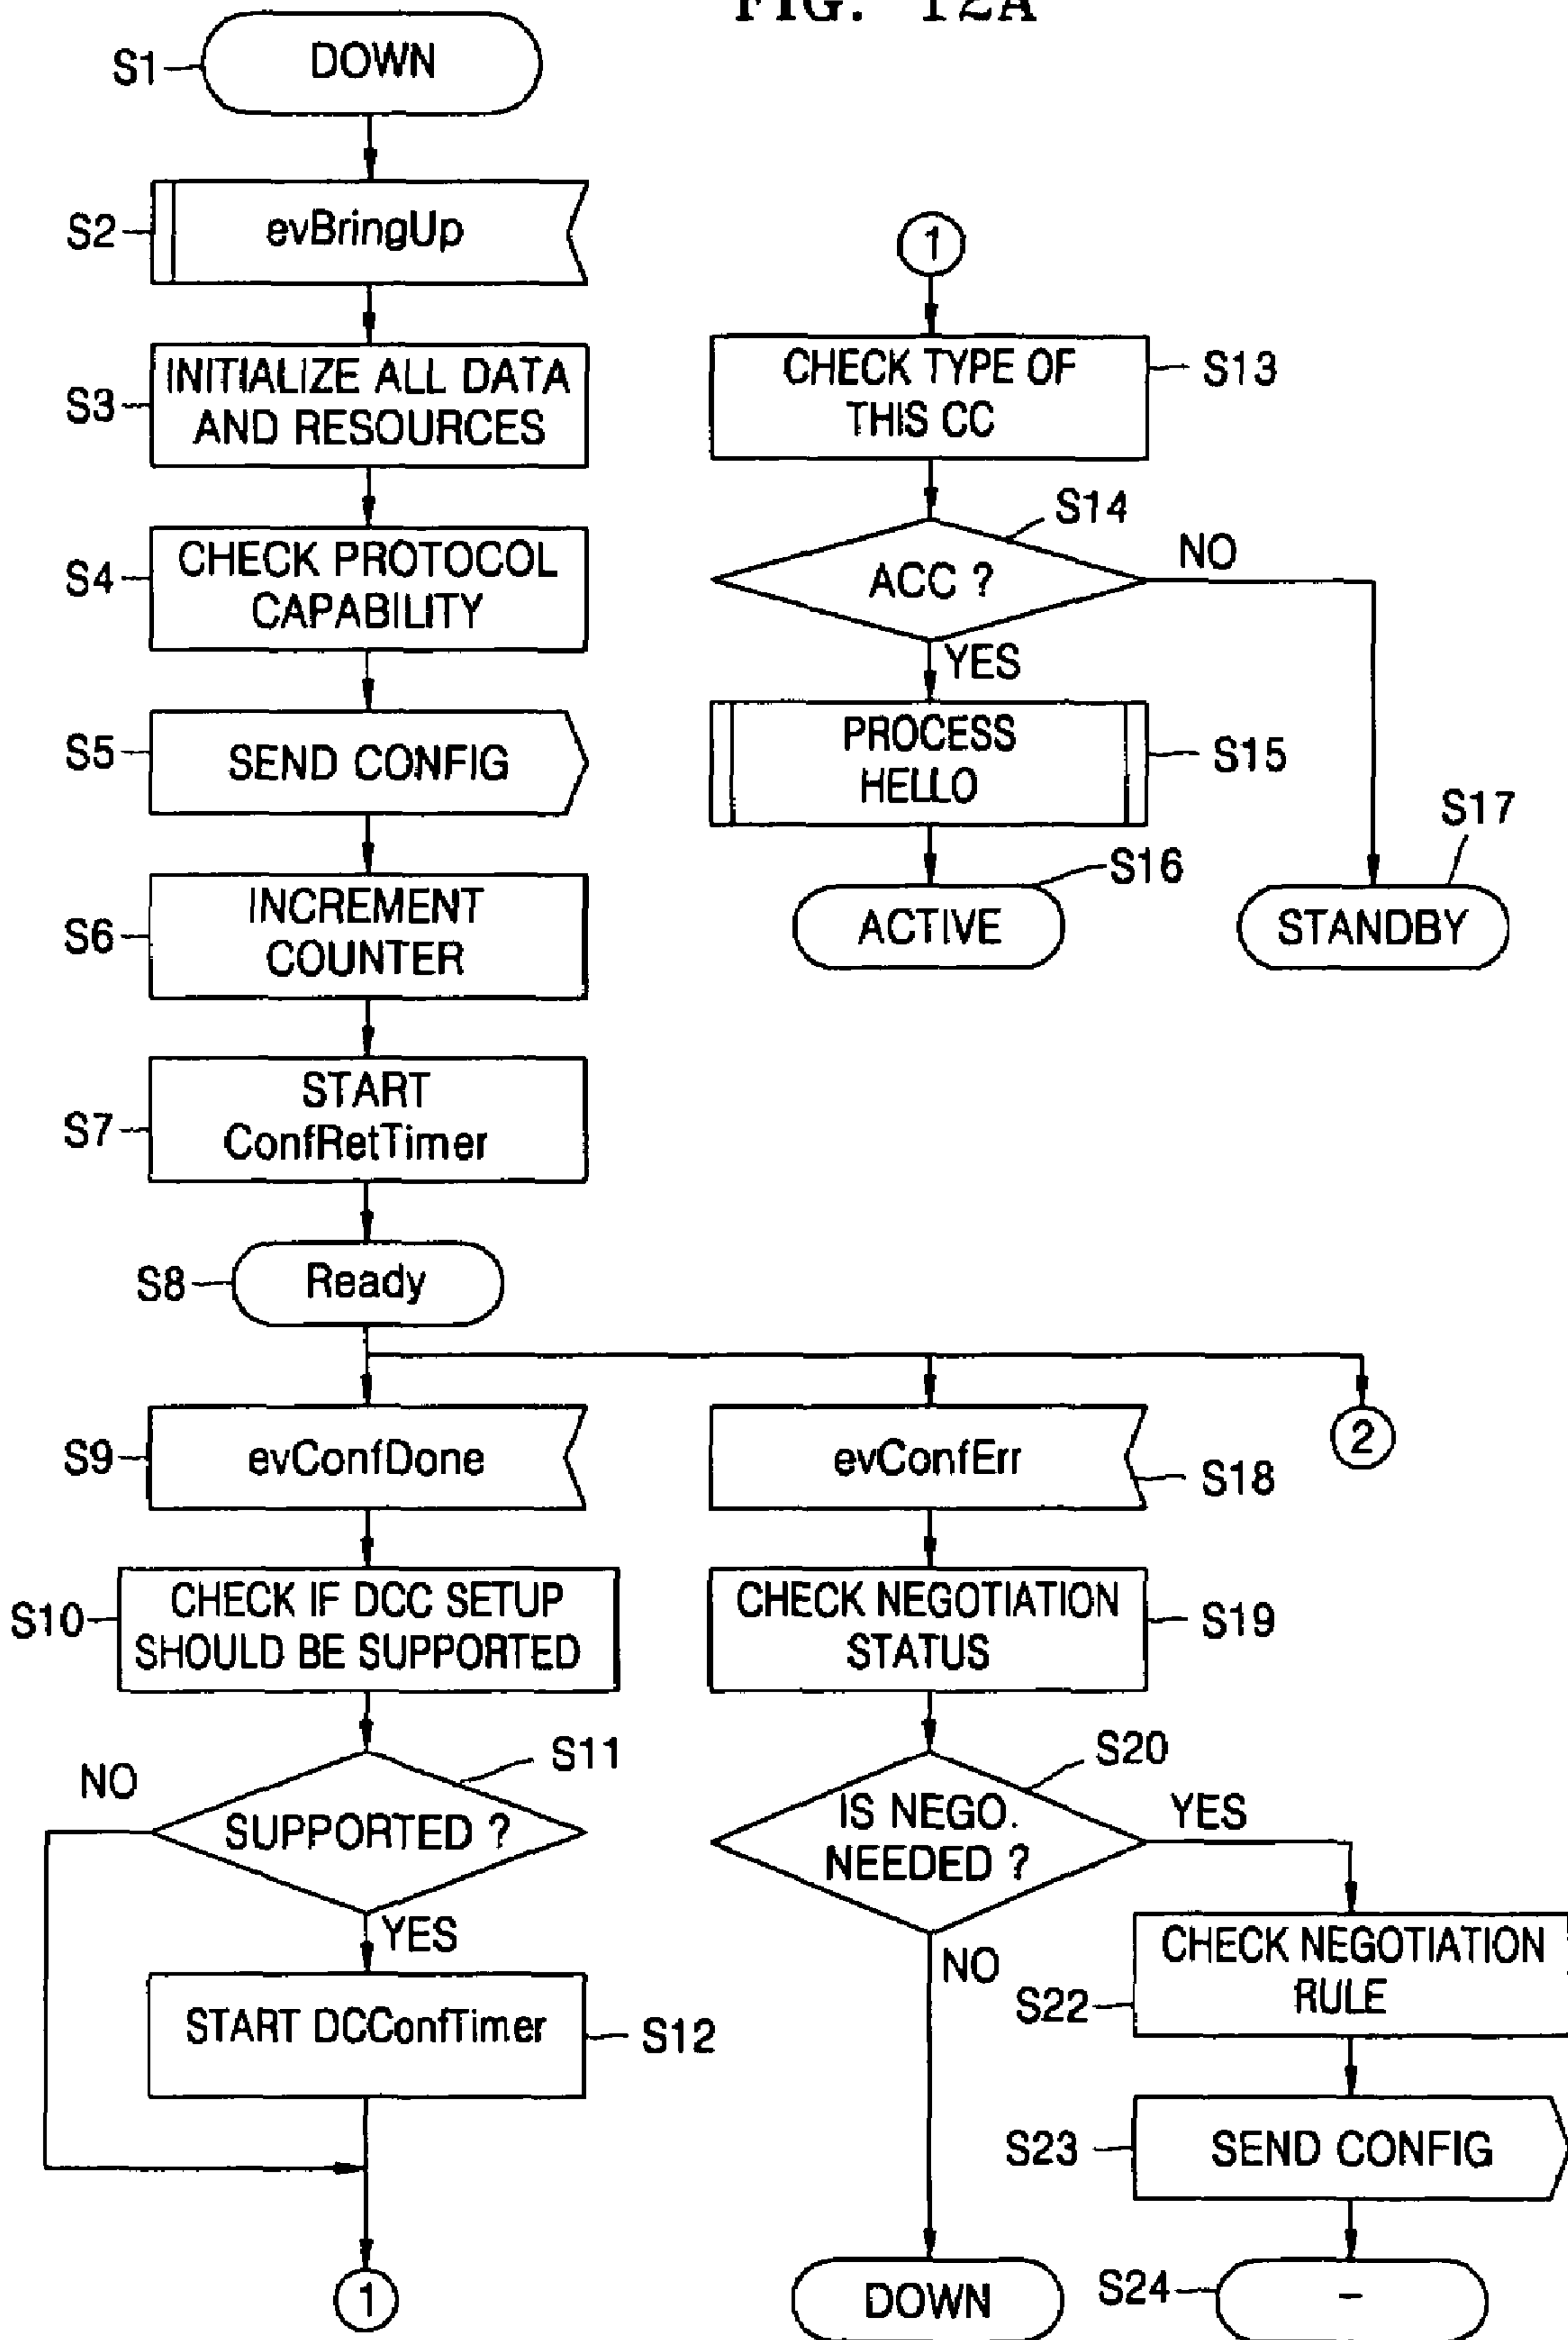 FIG. 12A
S1
DOWN
S2
evBringUp
S3
INITIALIZE ALL DATA
AND RESOURCES
S4
CHECK PROTOCOL
CAPABILITY
S5
SEND CONFIG
S6
INCREMENT
COUNTER
S7
START
ConfRetTimer
S8
Ready
S9
evConfDone
S10
CHECK IF DCC SETUP
SHOULD BE SUPPORTED
S11
NO
SUPPORTED ?
YES
START DCConfTimer
S12
1
1
CHECK TYPE OF
THIS CC
S13
S14
ACC ?
NO
YES
PROCESS
HELLO
S15
S16
ACTIVE
S17
STANDBY
evConfErr
S18
2
CHECK NEGOTIATION
STATUS
S19
S20
IS NEGO.
NEEDED ?
YES
NO
CHECK NEGOTIATION
RULE
S22
S23
SEND CONFIG
DOWN
S24
–